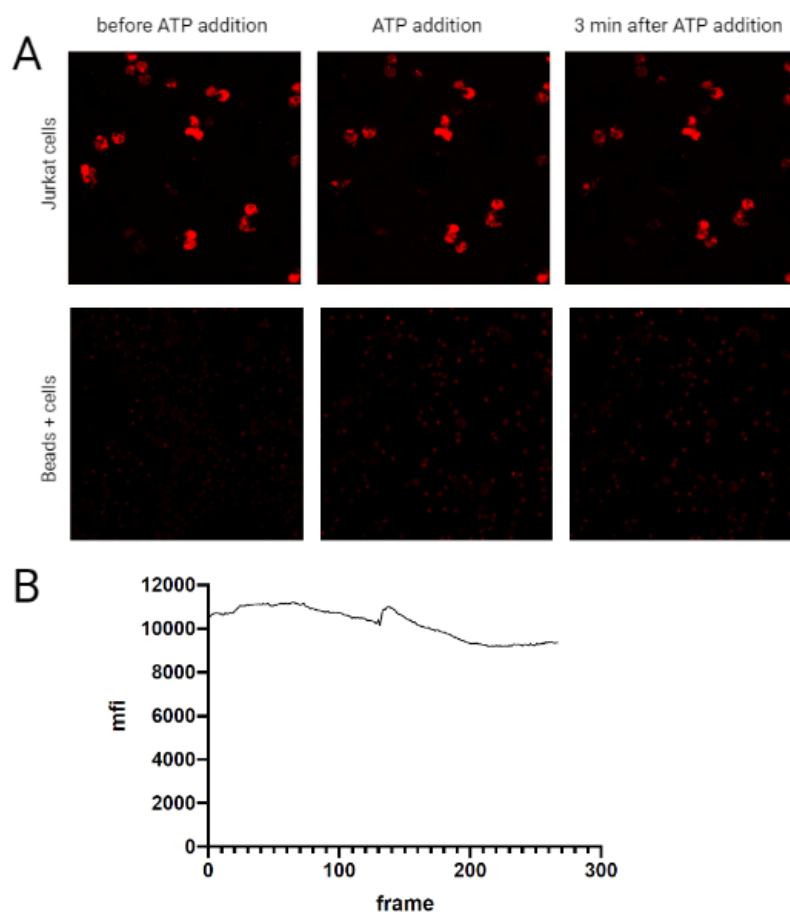 before ATP addition
ATP addition
3 min after ATP addition
A
Jurkat cells
Beads + cells
B
12000
10000
8000
6000
4000
2000
0
mfi
0
100
200
300
frame